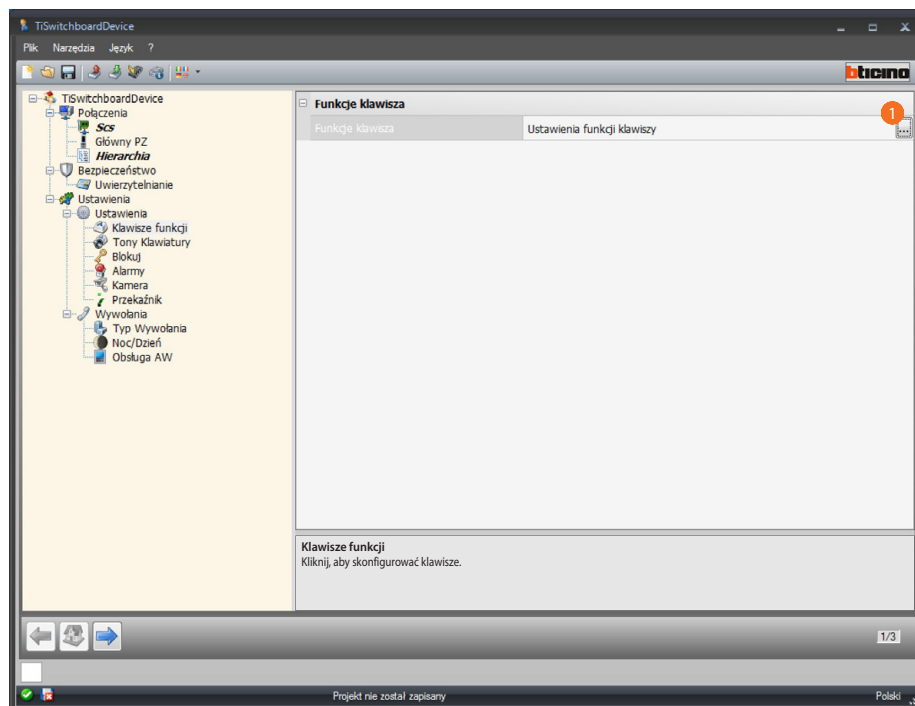 TiSwitchboardDevice
Plik Narzędzia Język ?
bticino
TiSwitchboardDevice
Połączenia
Scs
Główny PZ
Hierarchia
Bezpieczeństwo
Uwierzytelnianie
Ustawienia
Ustawienia
Klawisze funkcji
Tony Klawiatury
Blokuj
Alarmy
Kamera
Przekaźnik
Wywołania
Typ Wywołania
Noc/Dzień
Obsługa AW
Funkcje klawisza
1
Funkcje klawisza Ustawienia funkcji klawiszy ...
Klawisze funkcji
Kliknij, aby skonfigurować klawisze.
1/3
Projekt nie został zapisany Polski